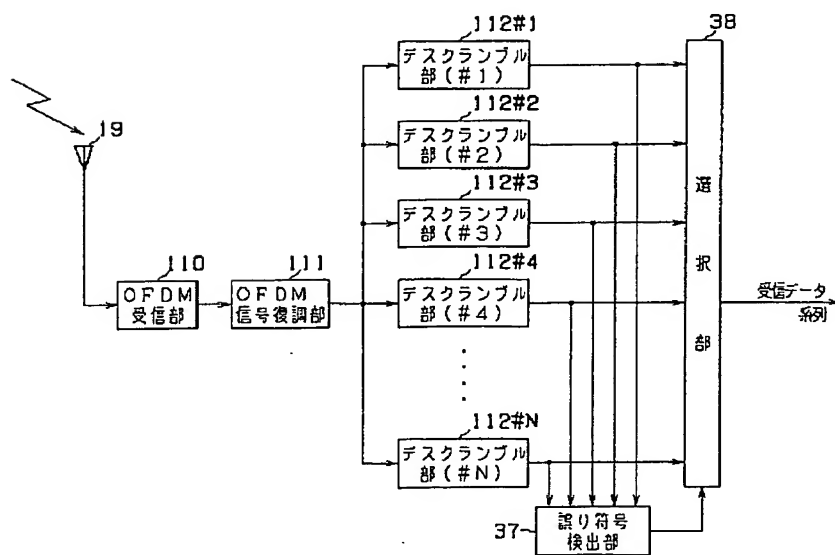 112#1
デスクランブル
部(#1)
38
112#2
デスクランブル
部(#2)
19
112#3
デスクランブル
部(#3)
選択部
110
OFDM
受信部
111
OFDM
信号復調部
112#4
デスクランブル
部(#4)
受信データ
系列
112#N
デスクランブル
部(#N)
37
誤り符号
検出部